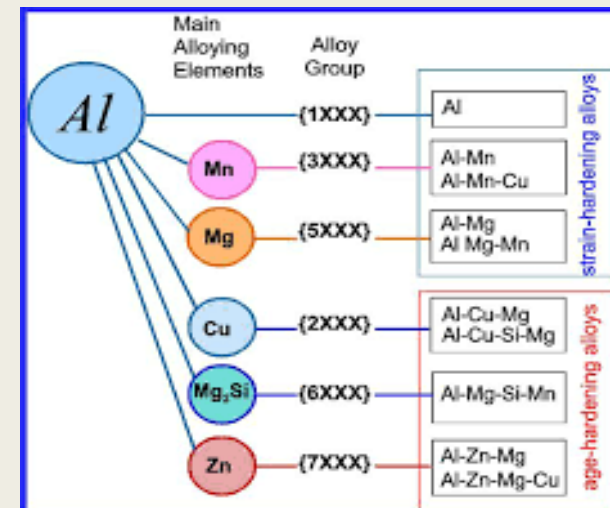 Main
Alloying
Elements
Alloy
Group
Al
{1XXX}
Al
Mn
{3XXX}
Al-Mn
Al-Mn-Cu
Mg
{5XXX}
Al-Mg
Al Mg-Mn
strain-hardening alloys
Cu
{2XXX}
Al-Cu-Mg
Al-Cu-Si-Mg
Mg₂Si
{6XXX}
Al-Mg-Si-Mn
Zn
{7XXX}
Al-Zn-Mg
Al-Zn-Mg-Cu
age-hardening alloys